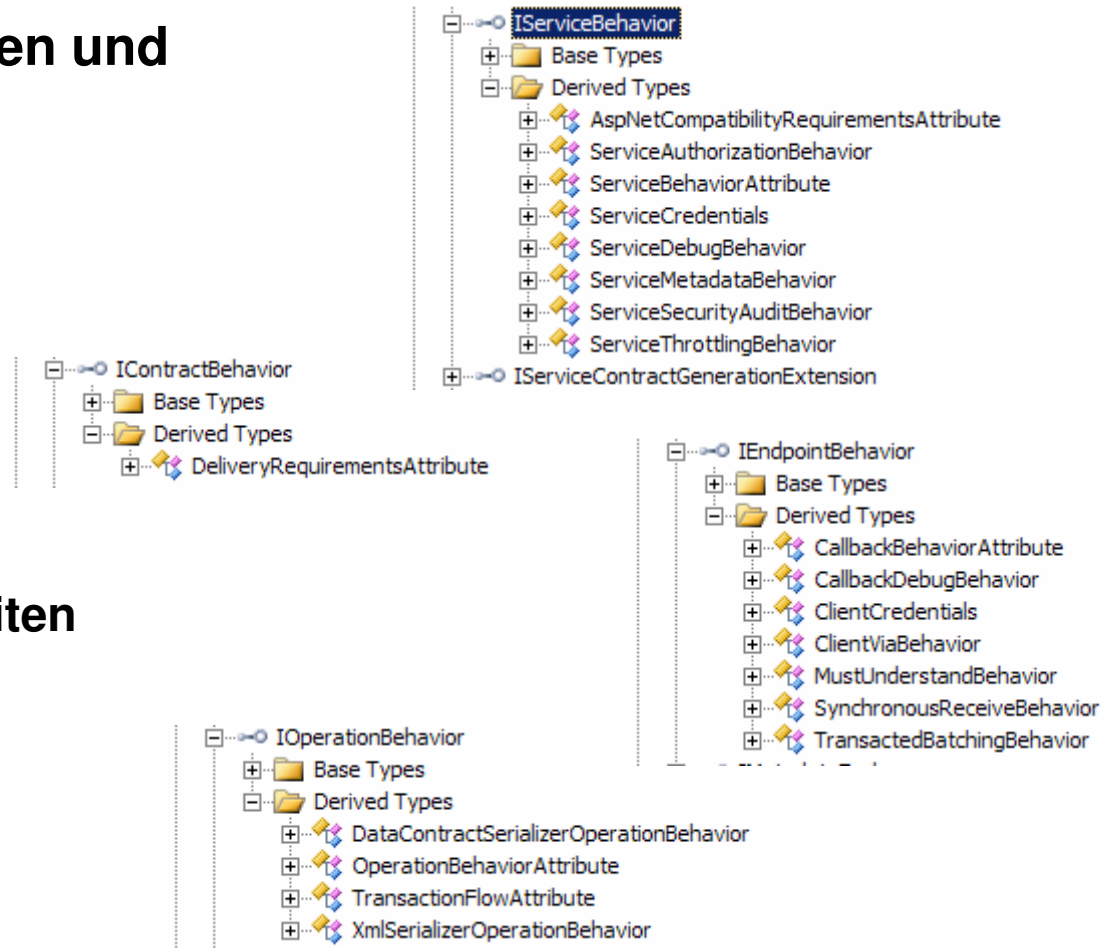 en und
IServiceBehavior
Base Types
Derived Types
AspNetCompatibilityRequirementsAttribute
ServiceAuthorizationBehavior
ServiceBehaviorAttribute
ServiceCredentials
ServiceDebugBehavior
ServiceMetadataBehavior
ServiceSecurityAuditBehavior
ServiceThrottlingBehavior
IServiceContractGenerationExtension
IContractBehavior
Base Types
Derived Types
DeliveryRequirementsAttribute
IEndpointBehavior
Base Types
Derived Types
CallbackBehaviorAttribute
CallbackDebugBehavior
ClientCredentials
ClientViaBehavior
MustUnderstandBehavior
SynchronousReceiveBehavior
TransactedBatchingBehavior
iten
IOperationBehavior
Base Types
Derived Types
DataContractSerializerOperationBehavior
OperationBehaviorAttribute
TransactionFlowAttribute
XmlSerializerOperationBehavior